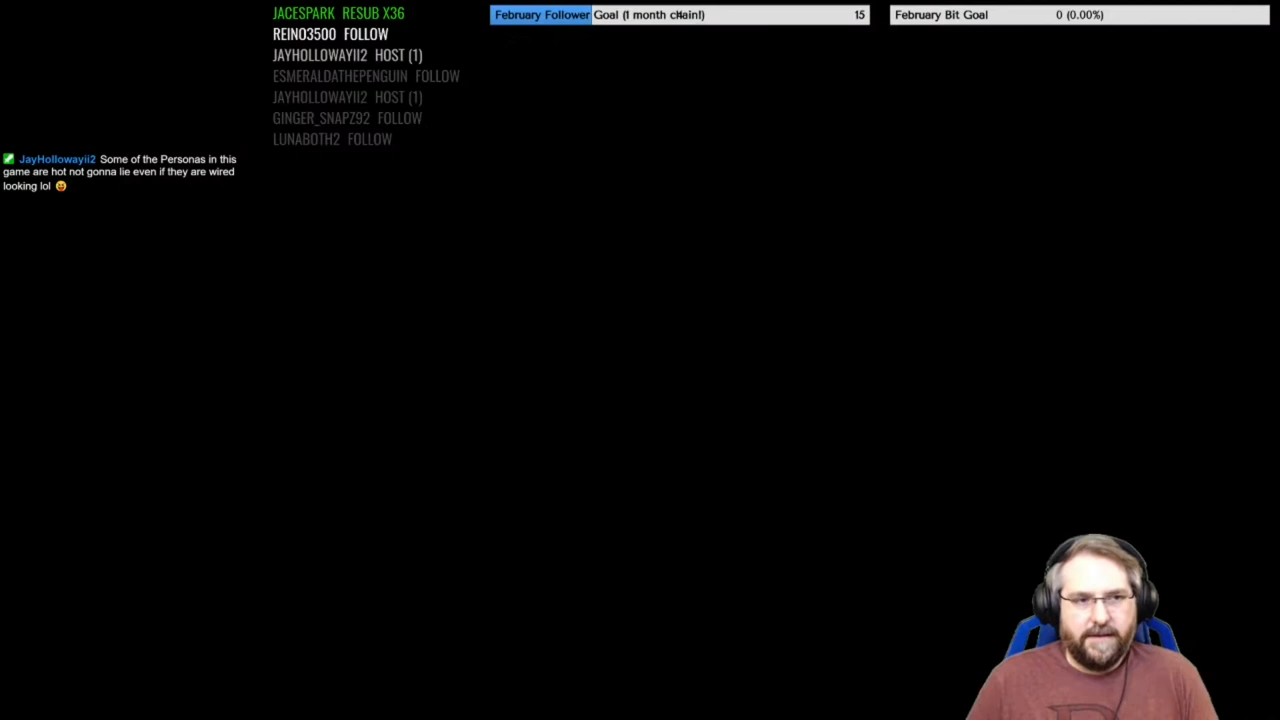 JACESPARK RESUB X36
REINO3500 FOLLOW
JAYHOLLOWAYII2 HOST (1)
ESMERALDATHEPENGUIN FOLLOW
JAYHOLLOWAYII2 HOST (1)
GINGER_SNAPZ92 FOLLOW
LUNABOTH2 FOLLOW
February Follower Goal (1 month chain!) 4 15
February Bit Goal 0 (0.00%)
JayHollowayii2 Some of the Personas in this
game are hot not gonna lie even if they are wired
looking lol